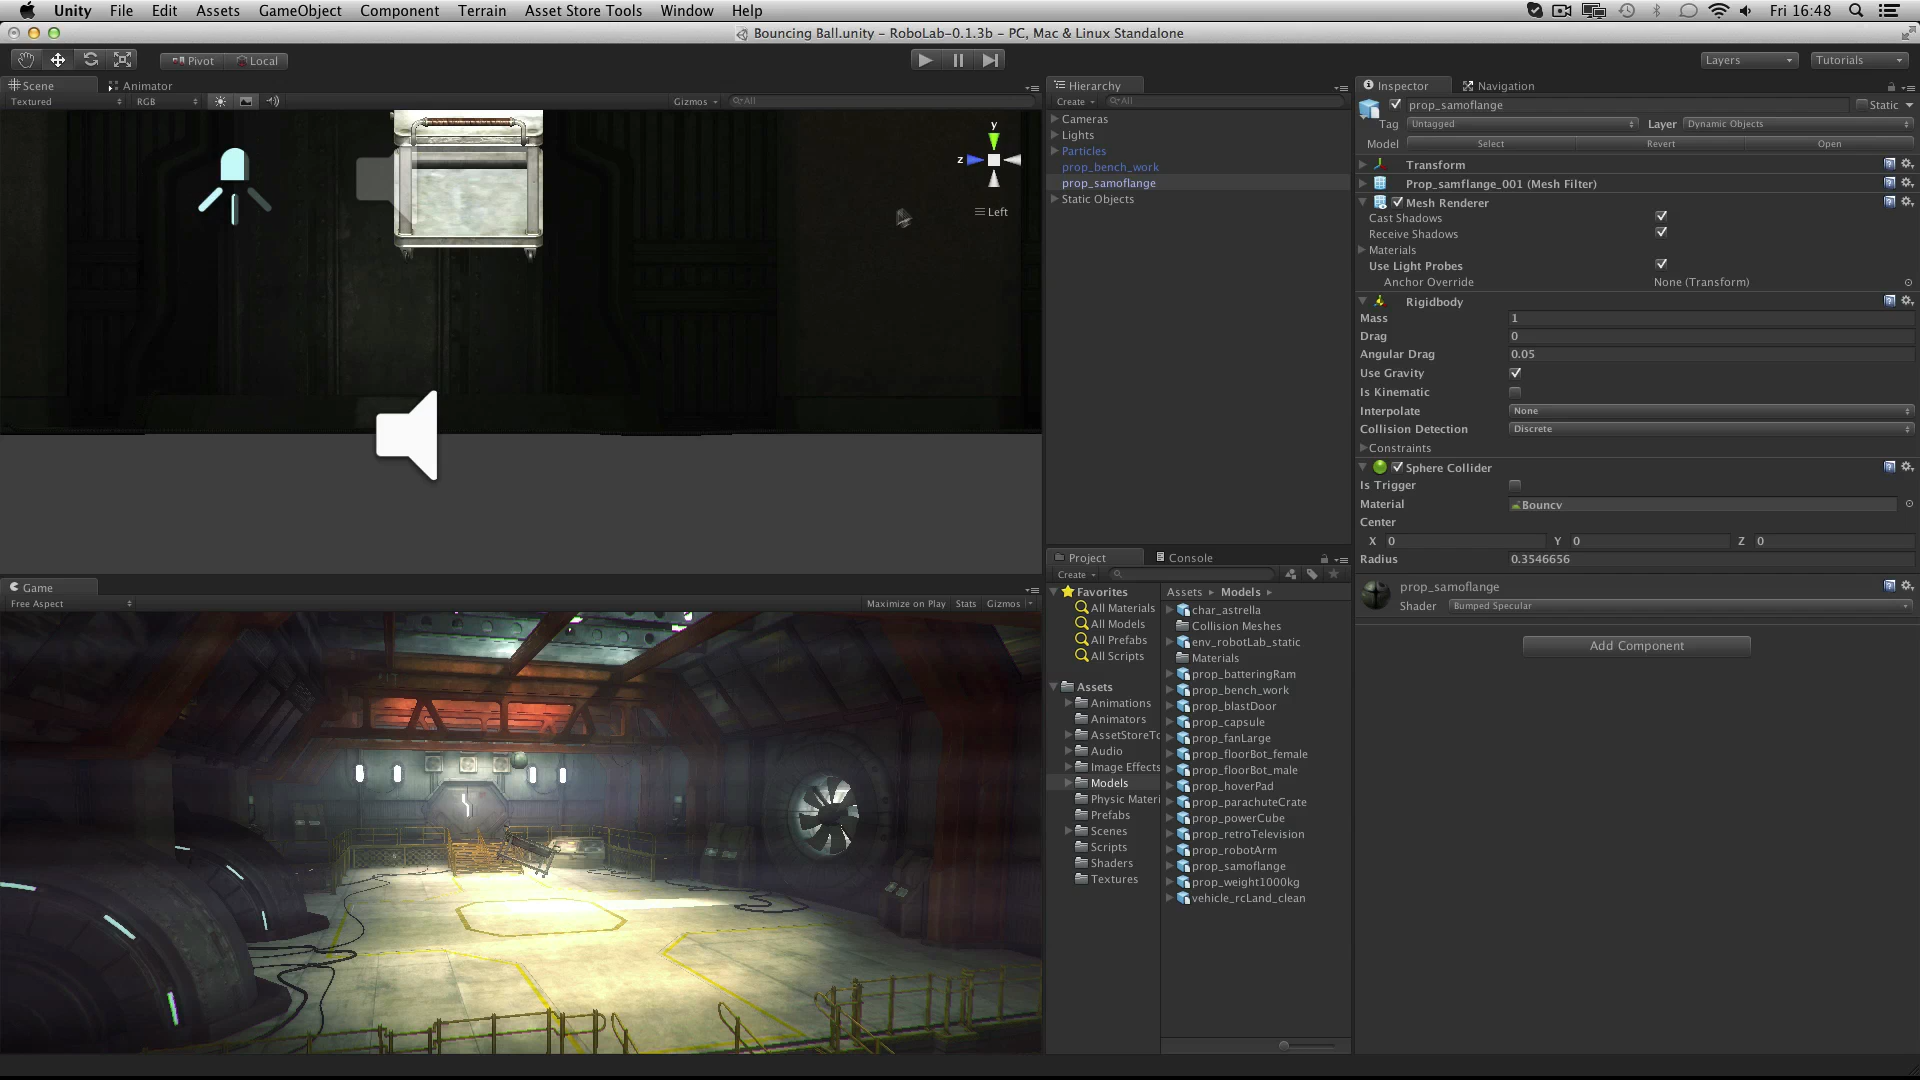 Unity File Edit Assets GameObject Component Terrain Asset Store Tools Window Help Fri 16:48
Bouncing Ball.unity - RoboLab-0.1.3b - PC, Mac & Linux Standalone
Pivot Local Layers Tutorials
Scene Animator
Textured RGB Gizmos All
y
z
Left
Game
Free Aspect Maximize on Play Stats Gizmos
Hierarchy
Create All
Cameras
Lights
Particles
prop_bench_work
prop_samoflange
Static Objects
Project Console
Create
Favorites
All Materials
All Models
All Prefabs
All Scripts
Assets
Animations
Animators
AssetStoreTo
Audio
Image Effects
Models
Physic Materi
Prefabs
Scenes
Scripts
Shaders
Textures
Assets Models
char_astrella
Collision Meshes
env_robotLab_static
Materials
prop_batteringRam
prop_bench_work
prop_blastDoor
prop_capsule
prop_fanLarge
prop_floorBot_female
prop_floorBot_male
prop_hoverPad
prop_parachuteCrate
prop_powerCube
prop_retroTelevision
prop_robotArm
prop_samoflange
prop_weight1000kg
vehicle_rcLand_clean
Inspector Navigation
prop_samoflange Static
Tag Untagged Layer Dynamic Objects
Model Select Revert Open
Transform
Prop_samflange_001 (Mesh Filter)
Mesh Renderer
Cast Shadows
Receive Shadows
Materials
Use Light Probes
Anchor Override None (Transform)
Rigidbody
Mass 1
Drag 0
Angular Drag 0.05
Use Gravity
Is Kinematic
Interpolate None
Collision Detection Discrete
Constraints
Sphere Collider
Is Trigger
Material Bouncy
Center
X 0 Y 0 Z 0
Radius 0.3546656
prop_samoflange
Shader Bumped Specular
Add Component